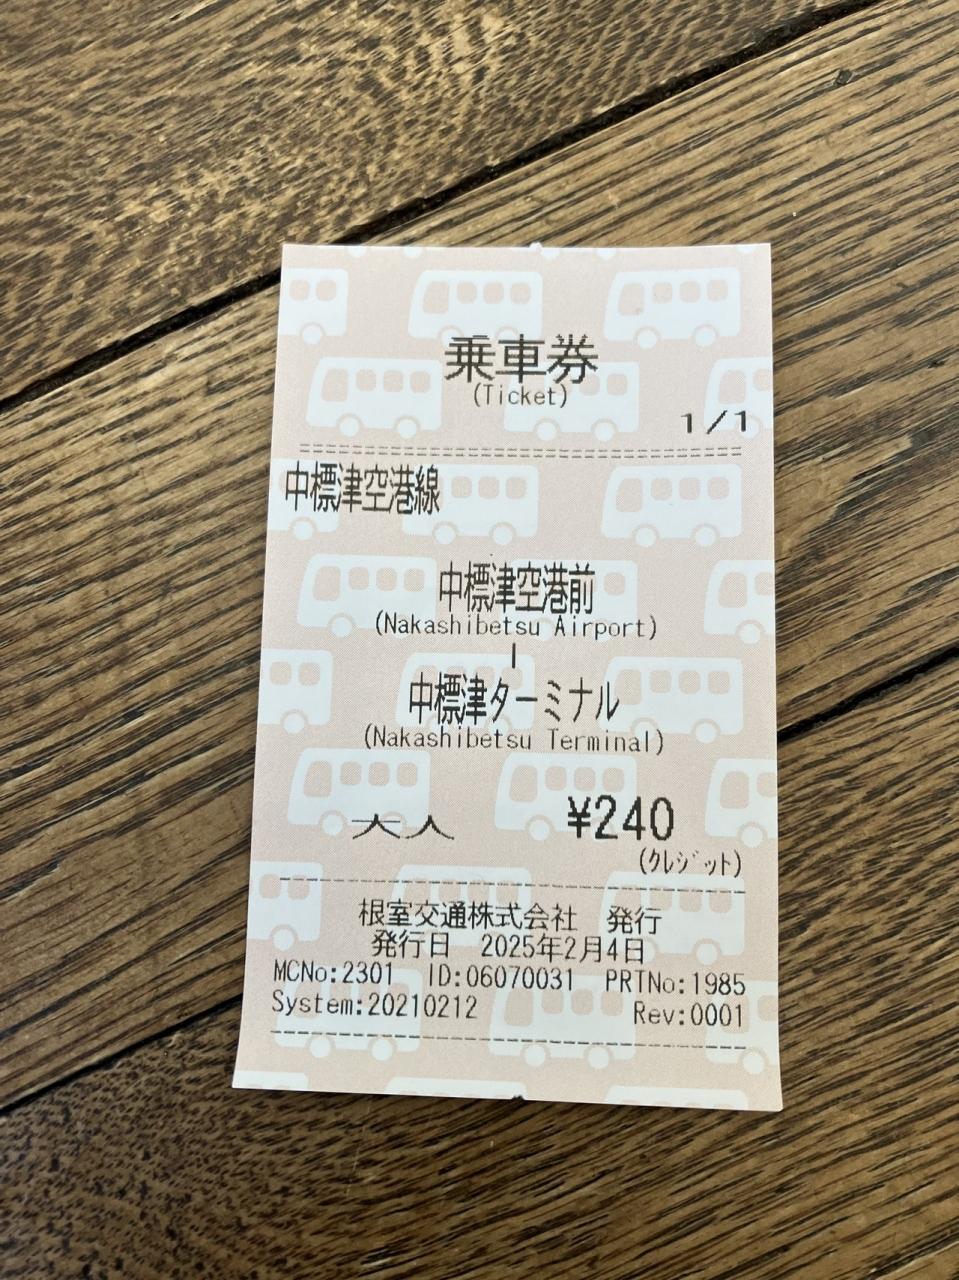 乗車券
(Ticket)
1/1
中標津空港線
中標津空港前
(Nakashibetsu Airport)
|
中標津ターミナル
(Nakashibetsu Terminal)
大人 ¥240
(クレジット)
根室交通株式会社 発行
発行日 2025年2月4日
MCNo:2301 ID:06070031 PRTNo:1985
System:20210212 Rev:0001